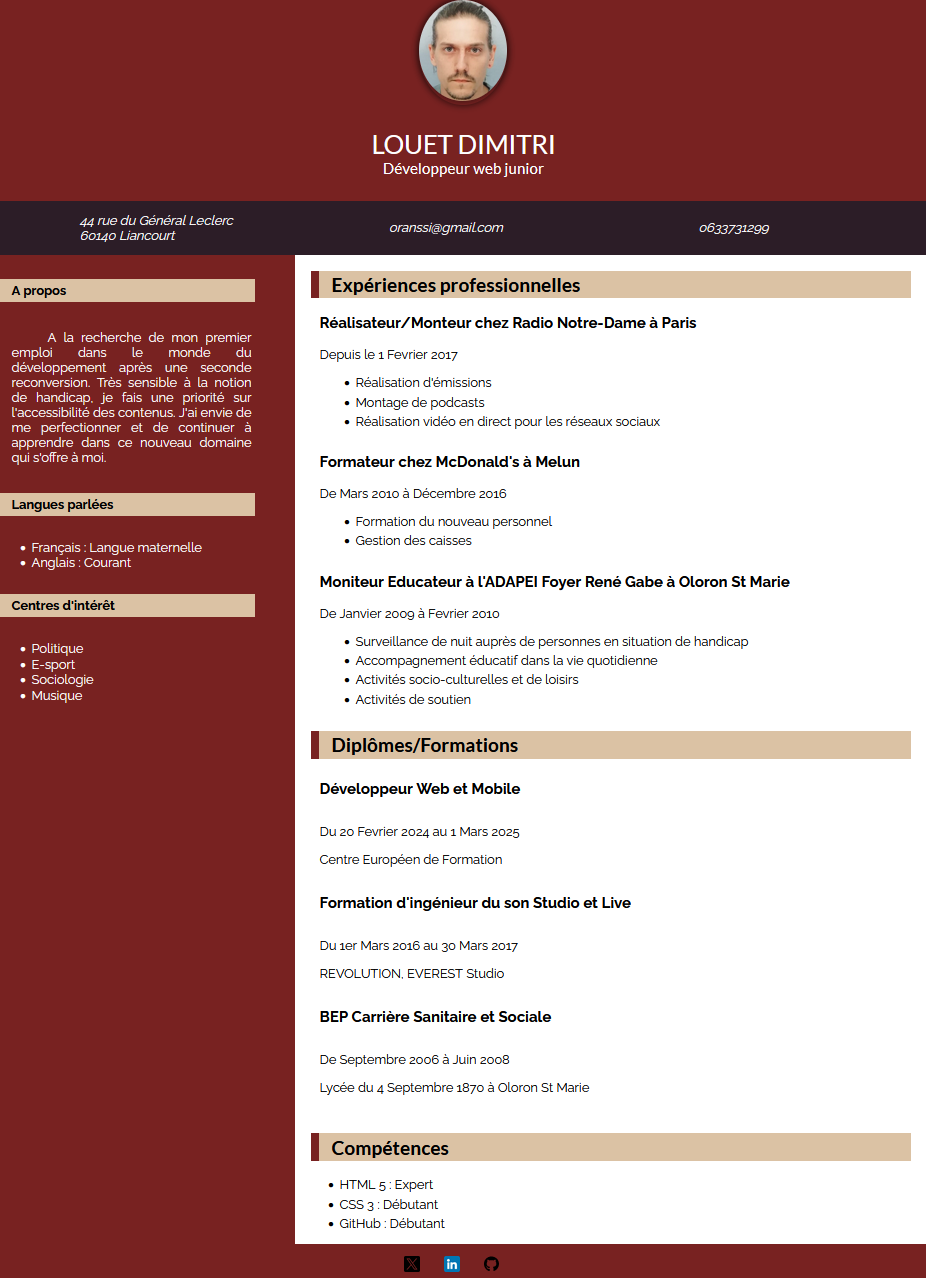 LOUET DIMITRI
Développeur web junior
44 rue du Général Leclerc
60140 Liancourt
oranssi@gmail.com
0633731299
A propos
A la recherche de mon premier
emploi dans le monde du
développement après une seconde
reconversion. Très sensible à la notion
de handicap, je fais une priorité sur
l'accessibilité des contenus. J'ai envie de
me perfectionner et de continuer à
apprendre dans ce nouveau domaine
qui s'offre à moi.
Langues parlées
• Français : Langue maternelle
• Anglais : Courant
Centres d'intérêt
• Politique
• E-sport
• Sociologie
• Musique
Expériences professionnelles
Réalisateur/Monteur chez Radio Notre-Dame à Paris
Depuis le 1 Fevrier 2017
• Réalisation d'émissions
• Montage de podcasts
• Réalisation vidéo en direct pour les réseaux sociaux
Formateur chez McDonald's à Melun
De Mars 2010 à Décembre 2016
• Formation du nouveau personnel
• Gestion des caisses
Moniteur Educateur à l'ADAPEI Foyer René Gabe à Oloron St Marie
De Janvier 2009 à Fevrier 2010
• Surveillance de nuit auprès de personnes en situation de handicap
• Accompagnement éducatif dans la vie quotidienne
• Activités socio-culturelles et de loisirs
• Activités de soutien
Diplômes/Formations
Développeur Web et Mobile
Du 20 Fevrier 2024 au 1 Mars 2025
Centre Européen de Formation
Formation d'ingénieur du son Studio et Live
Du 1er Mars 2016 au 30 Mars 2017
REVOLUTION, EVEREST Studio
BEP Carrière Sanitaire et Sociale
De Septembre 2006 à Juin 2008
Lycée du 4 Septembre 1870 à Oloron St Marie
Compétences
• HTML 5 : Expert
• CSS 3 : Débutant
• GitHub : Débutant